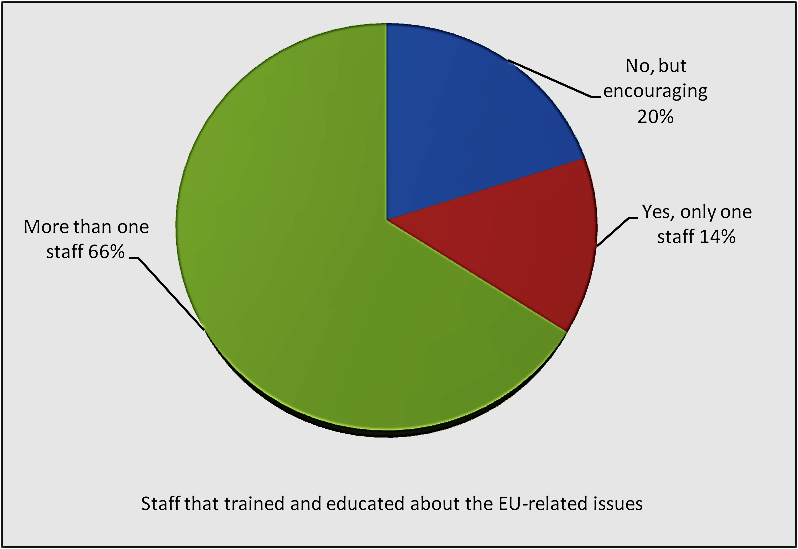 No, but
encouraging
20%
Yes, only one
staff 14%
More than one
staff 66%
Staff that trained and educated about the EU-related issues